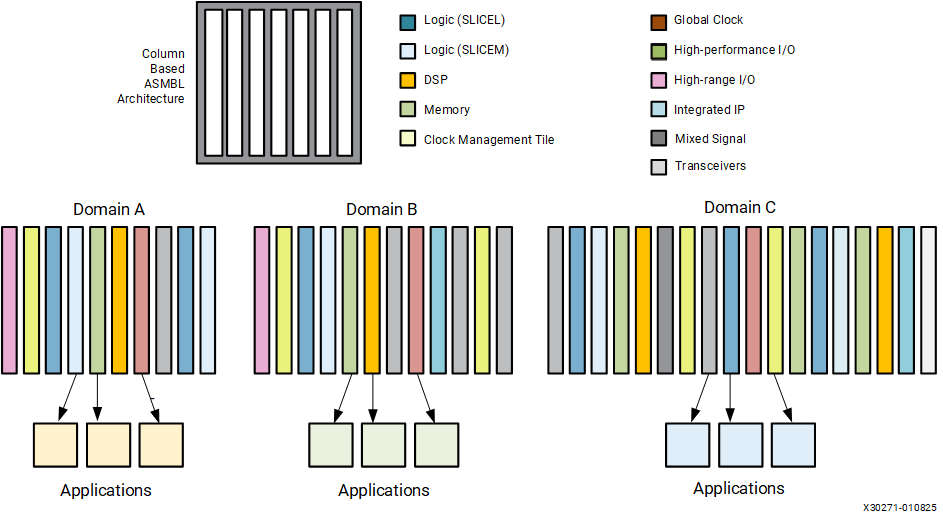 Column
Based
ASMBL
Architecture
Logic (SLICEL)
Logic (SLICEM)
DSP
Memory
Clock Management Tile
Global Clock
High-performance I/O
High-range I/O
Integrated IP
Mixed Signal
Transceivers
Domain A
Domain B
Domain C
Applications
Applications
Applications
X30271-010825